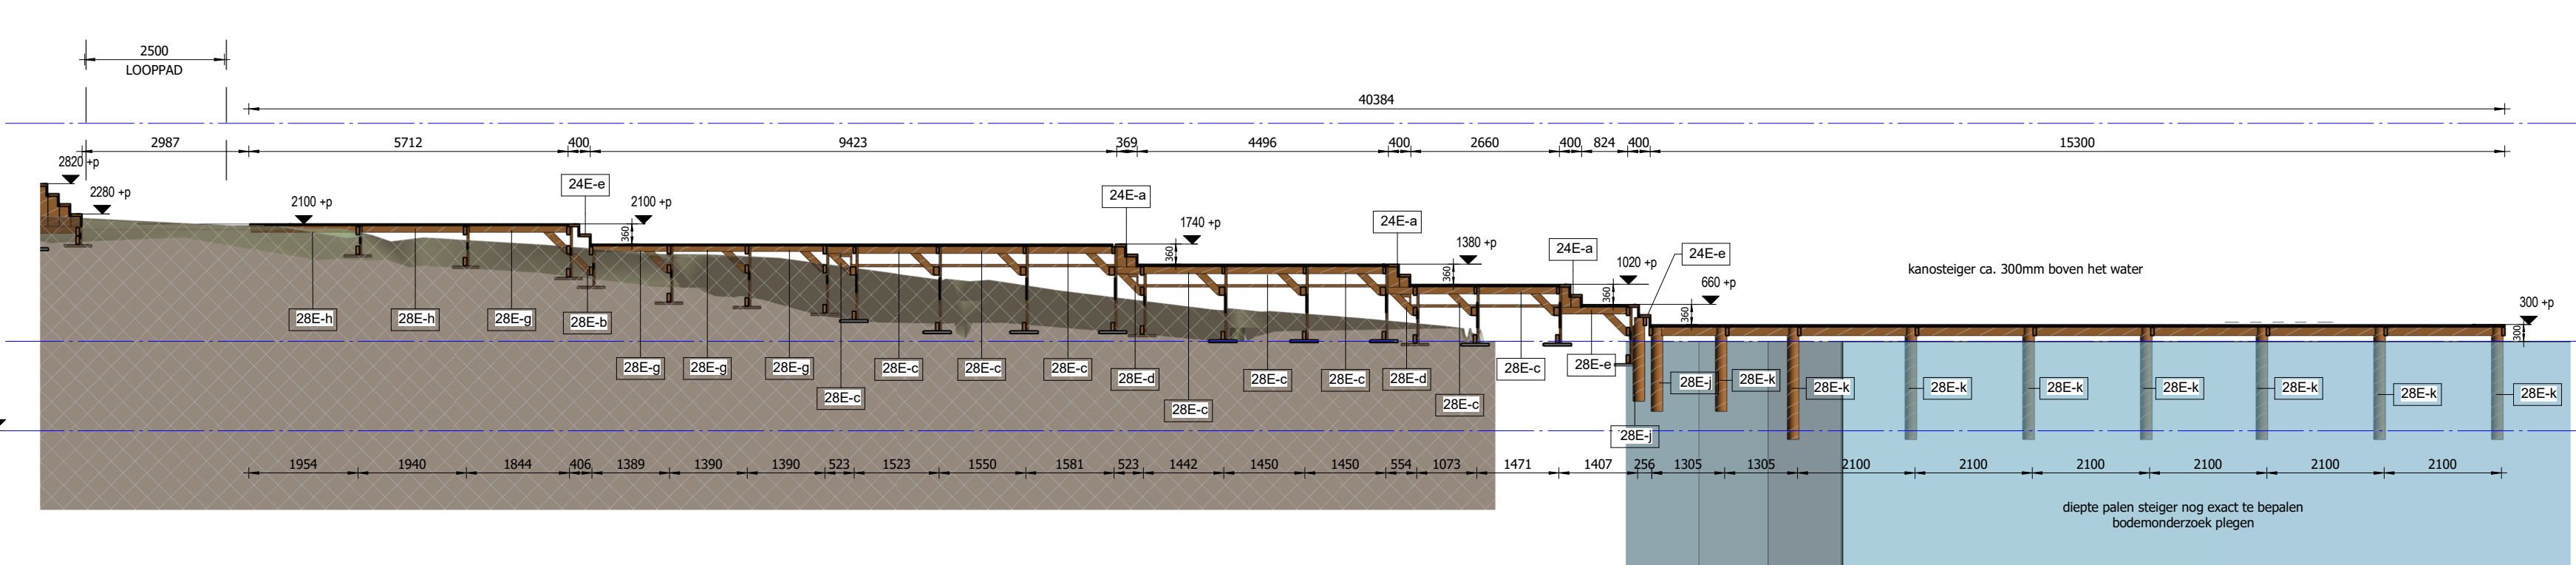 2500
LOOPPAD
40384
2987 5712 400 9423 369 4496 400 2660 400 824 400 15300
2820 +p
2280 +p
2100 +p
24E-e
2100 +p
360
24E-a
1740 +p
360
24E-a
1380 +p
360
24E-a
1020 +p
360
24E-e
660 +p
360
kanosteiger ca. 300mm boven het water
300 +p
300
28E-h 28E-h 28E-g 28E-b
28E-g 28E-g 28E-g 28E-c 28E-c 28E-c 28E-c 28E-d 28E-c 28E-c 28E-c 28E-d 28E-c 28E-c 28E-e
28E-j 28E-j 28E-k 28E-k 28E-k 28E-k 28E-k 28E-k 28E-k 28E-k
1954 1940 1844 406 1389 1390 1390 523 1523 1550 1581 523 1442 1450 1450 554 1073 1471 1407 256 1305 1305 2100 2100 2100 2100 2100 2100
diepte palen steiger nog exact te bepalen
bodemonderzoek plegen